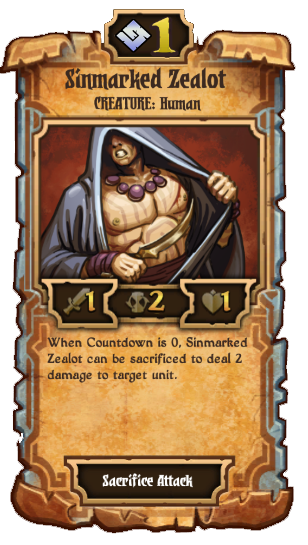 1
Sinmarked Zealot
CREATURE: Human
1 2 1
When Countdown is 0, Sinmarked
Zealot can be sacrificed to deal 2
damage to target unit.
Sacrifice Attack